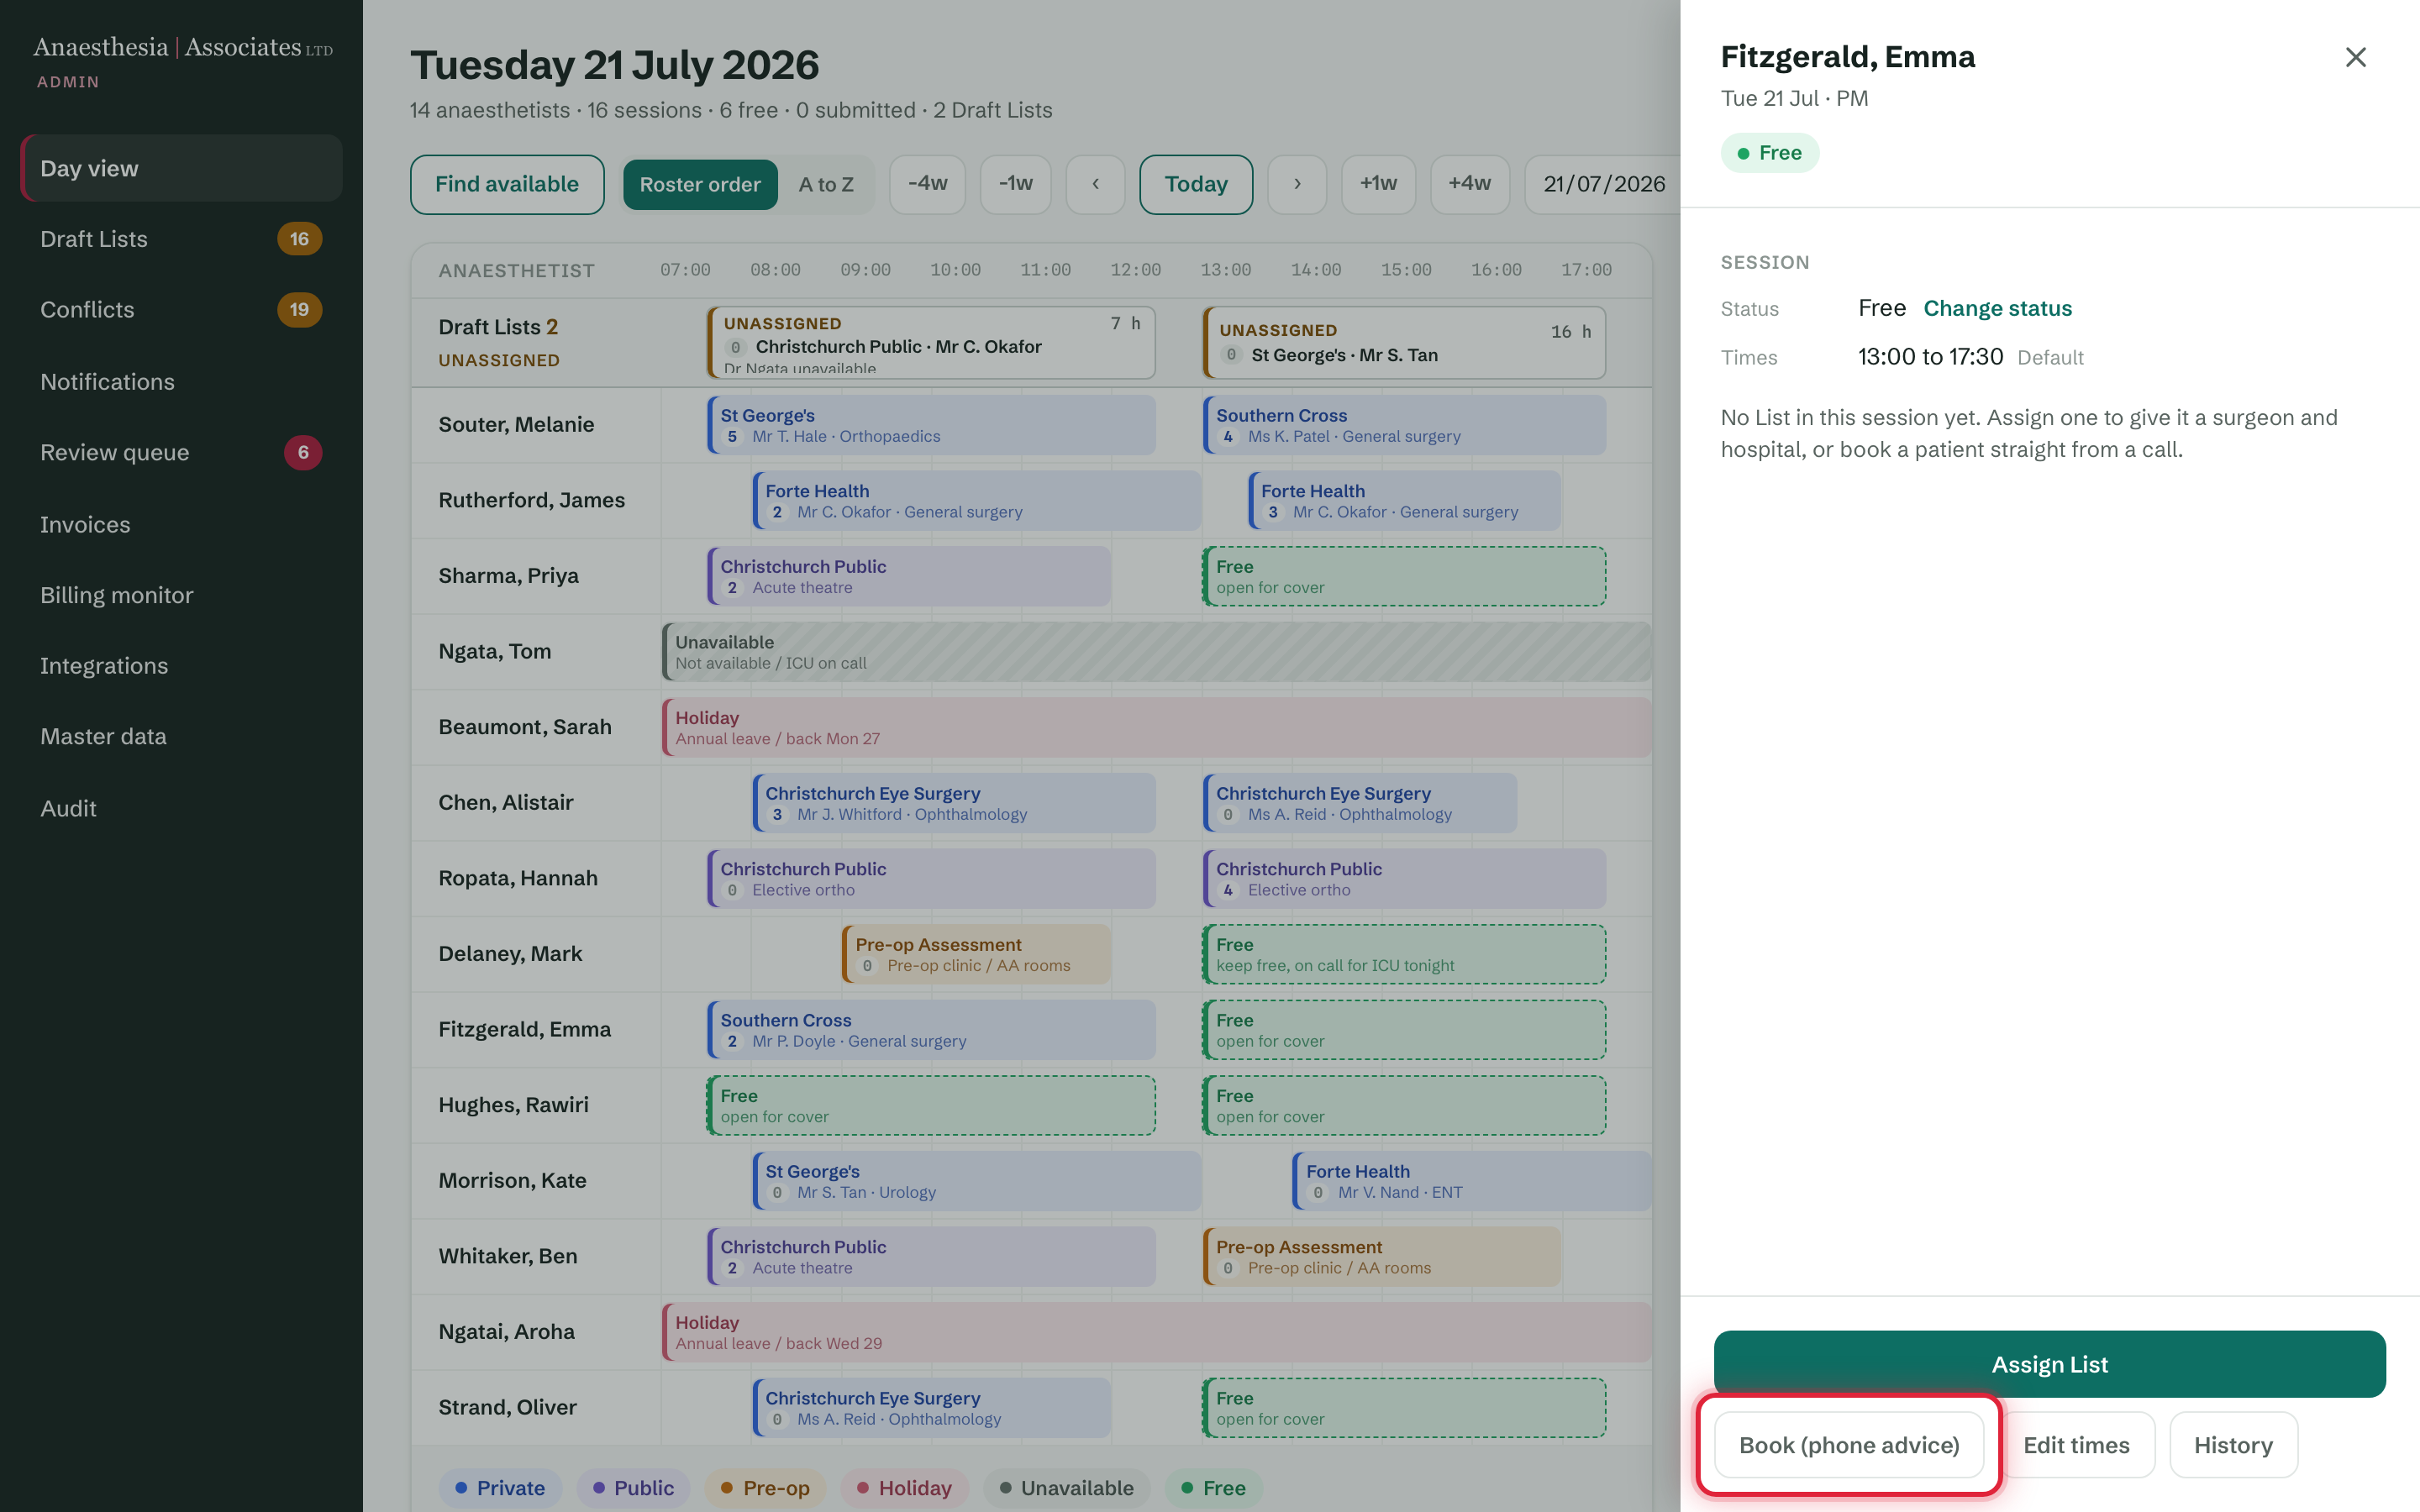 Anaesthesia | Associates LTD
ADMIN
Day view
Draft Lists 16
Conflicts 19
Notifications
Review queue 6
Invoices
Billing monitor
Integrations
Master data
Audit
Tuesday 21 July 2026
14 anaesthetists · 16 sessions · 6 free · 0 submitted · 2 Draft Lists
Find available
Roster order
A to Z
-4w
-1w
‹
Today
›
+1w
+4w
21/07/2026
ANAESTHETIST 07:00 08:00 09:00 10:00 11:00 12:00 13:00 14:00 15:00 16:00 17:00
Draft Lists 2
UNASSIGNED
UNASSIGNED 7 h
0 Christchurch Public · Mr C. Okafor
Dr Ngata unavailable
UNASSIGNED 16 h
0 St George's · Mr S. Tan
Souter, Melanie
St George's
5 Mr T. Hale · Orthopaedics
Southern Cross
4 Ms K. Patel · General surgery
Rutherford, James
Forte Health
2 Mr C. Okafor · General surgery
Forte Health
3 Mr C. Okafor · General surgery
Sharma, Priya
Christchurch Public
2 Acute theatre
Free
open for cover
Ngata, Tom
Unavailable
Not available / ICU on call
Beaumont, Sarah
Holiday
Annual leave / back Mon 27
Chen, Alistair
Christchurch Eye Surgery
3 Mr J. Whitford · Ophthalmology
Christchurch Eye Surgery
0 Ms A. Reid · Ophthalmology
Ropata, Hannah
Christchurch Public
0 Elective ortho
Christchurch Public
4 Elective ortho
Delaney, Mark
Pre-op Assessment
0 Pre-op clinic / AA rooms
Free
keep free, on call for ICU tonight
Fitzgerald, Emma
Southern Cross
2 Mr P. Doyle · General surgery
Free
open for cover
Hughes, Rawiri
Free
open for cover
Free
open for cover
Morrison, Kate
St George's
0 Mr S. Tan · Urology
Forte Health
0 Mr V. Nand · ENT
Whitaker, Ben
Christchurch Public
2 Acute theatre
Pre-op Assessment
0 Pre-op clinic / AA rooms
Ngatai, Aroha
Holiday
Annual leave / back Wed 29
Strand, Oliver
Christchurch Eye Surgery
0 Ms A. Reid · Ophthalmology
Free
open for cover
Private
Public
Pre-op
Holiday
Unavailable
Free
Fitzgerald, Emma
Tue 21 Jul · PM
Free
SESSION
Status Free Change status
Times 13:00 to 17:30 Default
No List in this session yet. Assign one to give it a surgeon and
hospital, or book a patient straight from a call.
Assign List
Book (phone advice)
Edit times
History